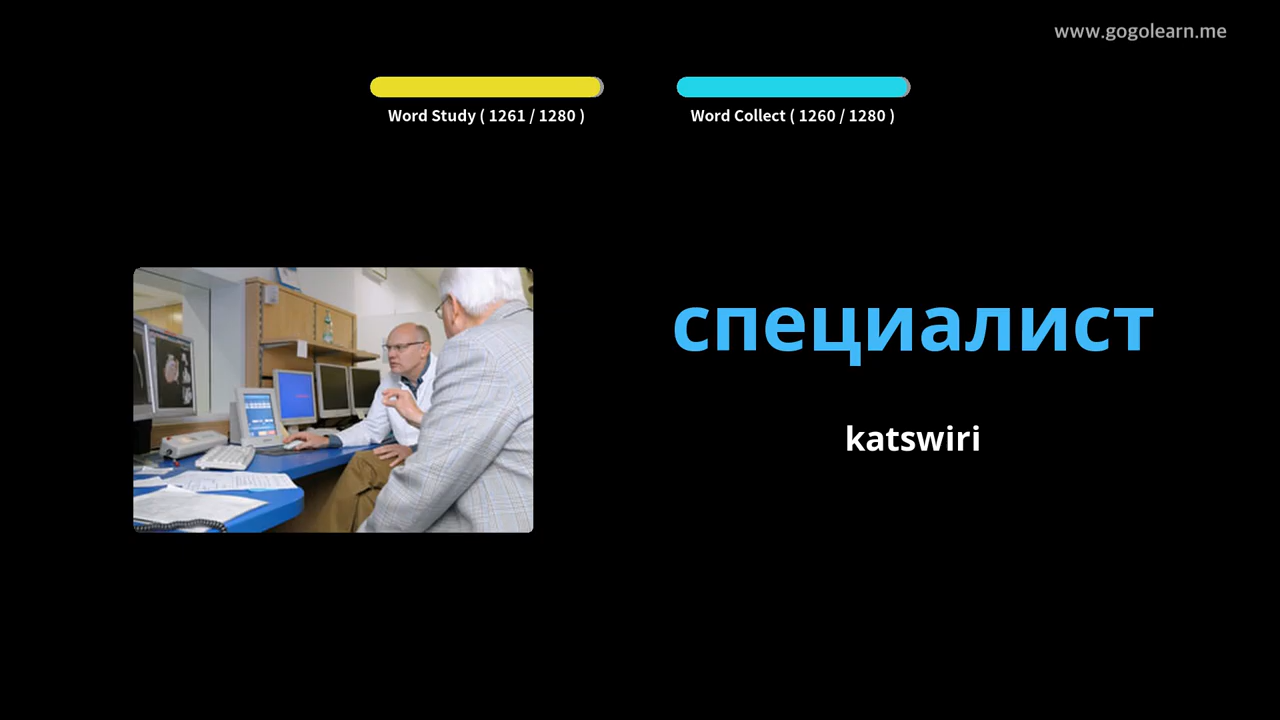 www.gogolearn.me
Word Study ( 1261 / 1280 )
Word Collect ( 1260 / 1280 )
специалист
katswiri